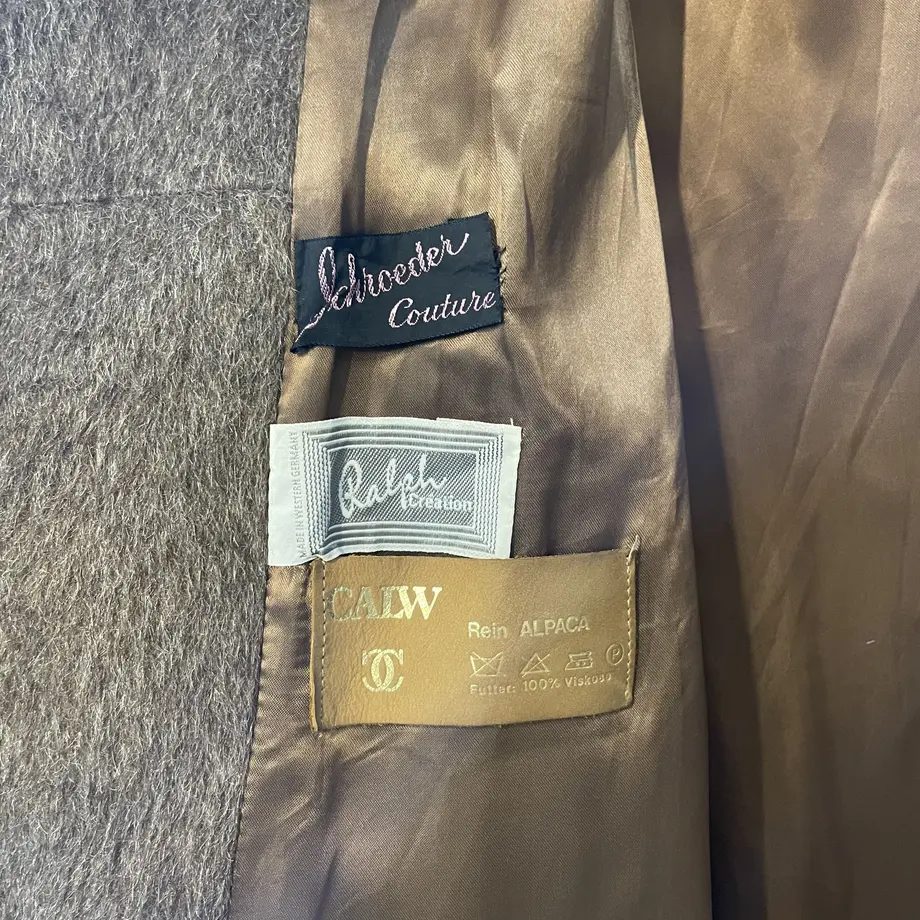 Schroeder
Couture
MADE IN WESTERN GERMANY
Ralph
Creation
CALW
Rein ALPACA
P
Futter: 100% Viskose